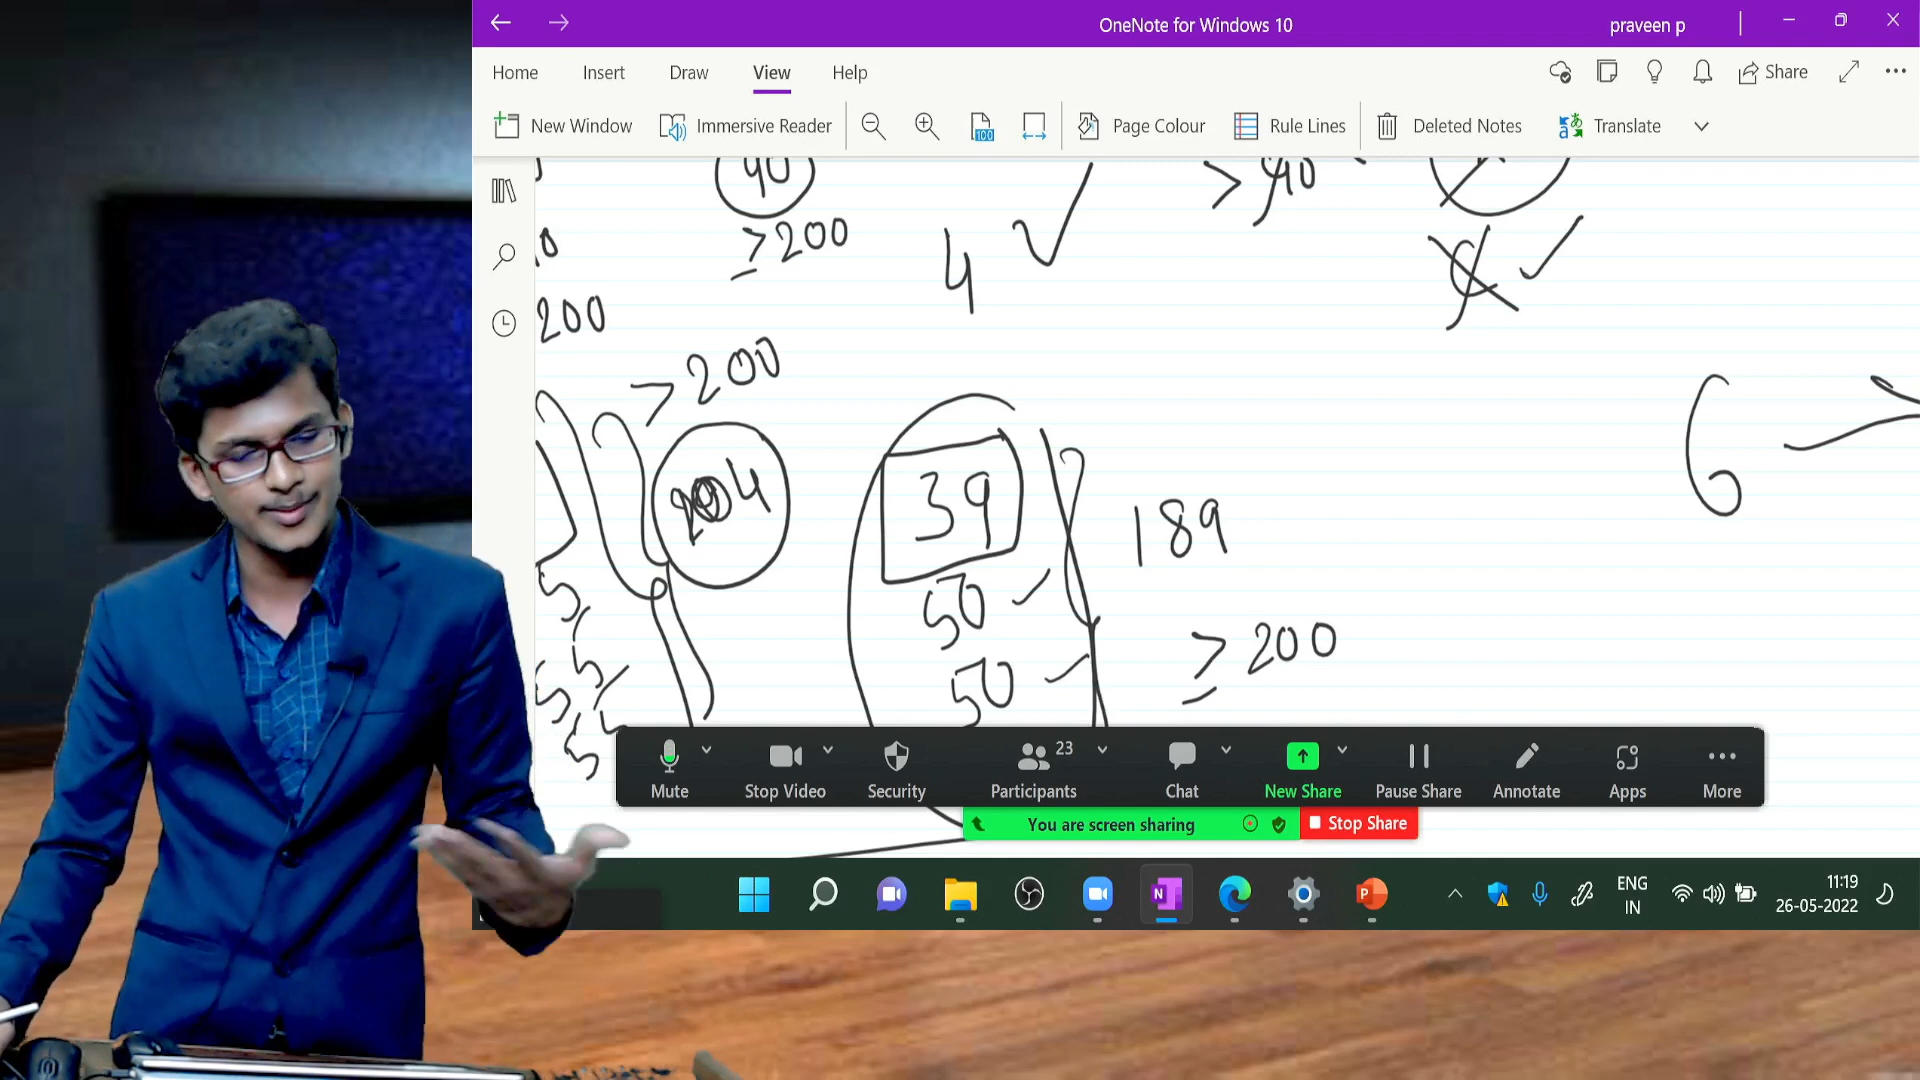 OneNote for Windows 10
praveen p
Home Insert Draw View Help
Share
New Window Immersive Reader 100 Page Colour Rule Lines Deleted Notes Translate
40
≥200
4
200
>200
39
189
50
50
≥ 200
6
Mute Stop Video Security Participants 23 Chat New Share Pause Share Annotate Apps More
You are screen sharing Stop Share
ENG
IN
11:19
26-05-2022